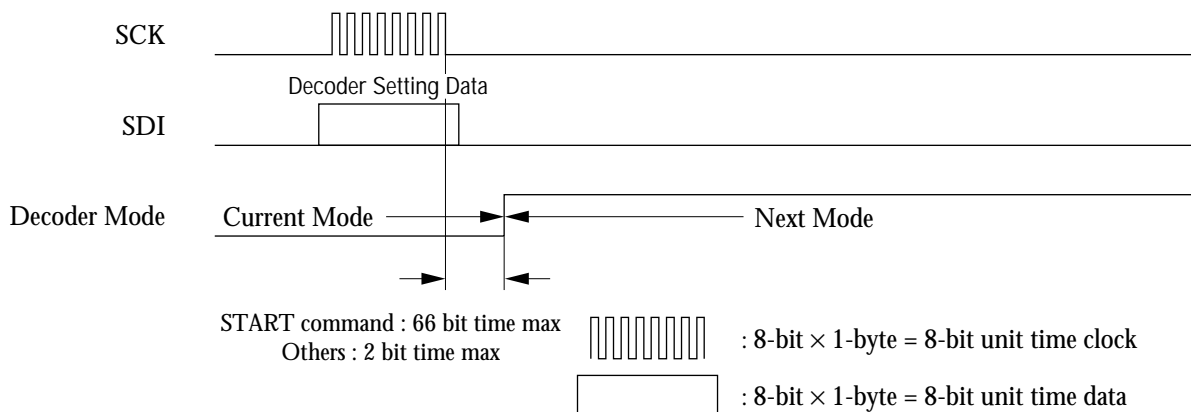 SCK
Decoder Setting Data
SDI
Decoder Mode Current Mode Next Mode
START command : 66 bit time max
Others : 2 bit time max
: 8-bit × 1-byte = 8-bit unit time clock
: 8-bit × 1-byte = 8-bit unit time data